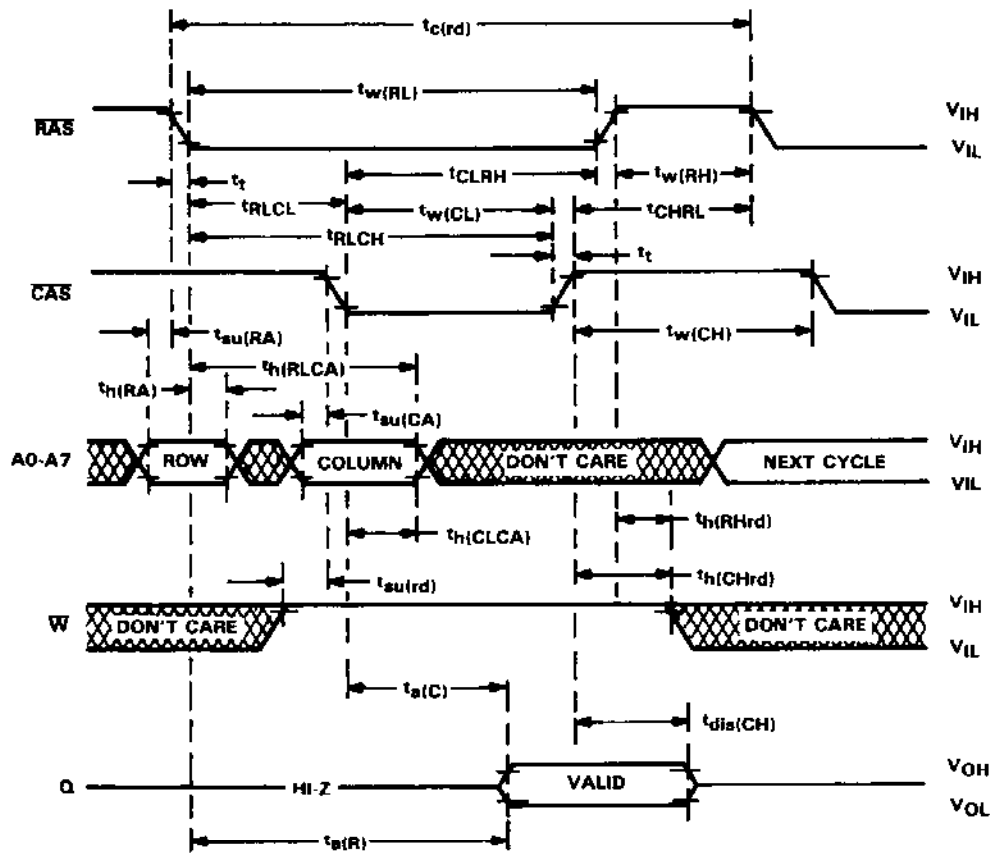 tc(rd)
tw(RL)
RAS
VIH
VIL
tCLRH
tw(RH)
tt
tRLCL
tw(CL)
tCHRL
tRLCH
tt
CAS
VIH
VIL
tsu(RA)
tw(CH)
th(RLCA)
th(RA)
tsu(CA)
A0-A7
ROW
COLUMN
DON'T CARE
NEXT CYCLE
VIH
VIL
th(RHrd)
th(CLCA)
th(CHrd)
tsu(rd)
W
DON'T CARE
DON'T CARE
VIH
VIL
ta(C)
tdis(CH)
Q
HI-Z
VALID
VOH
VOL
ta(R)